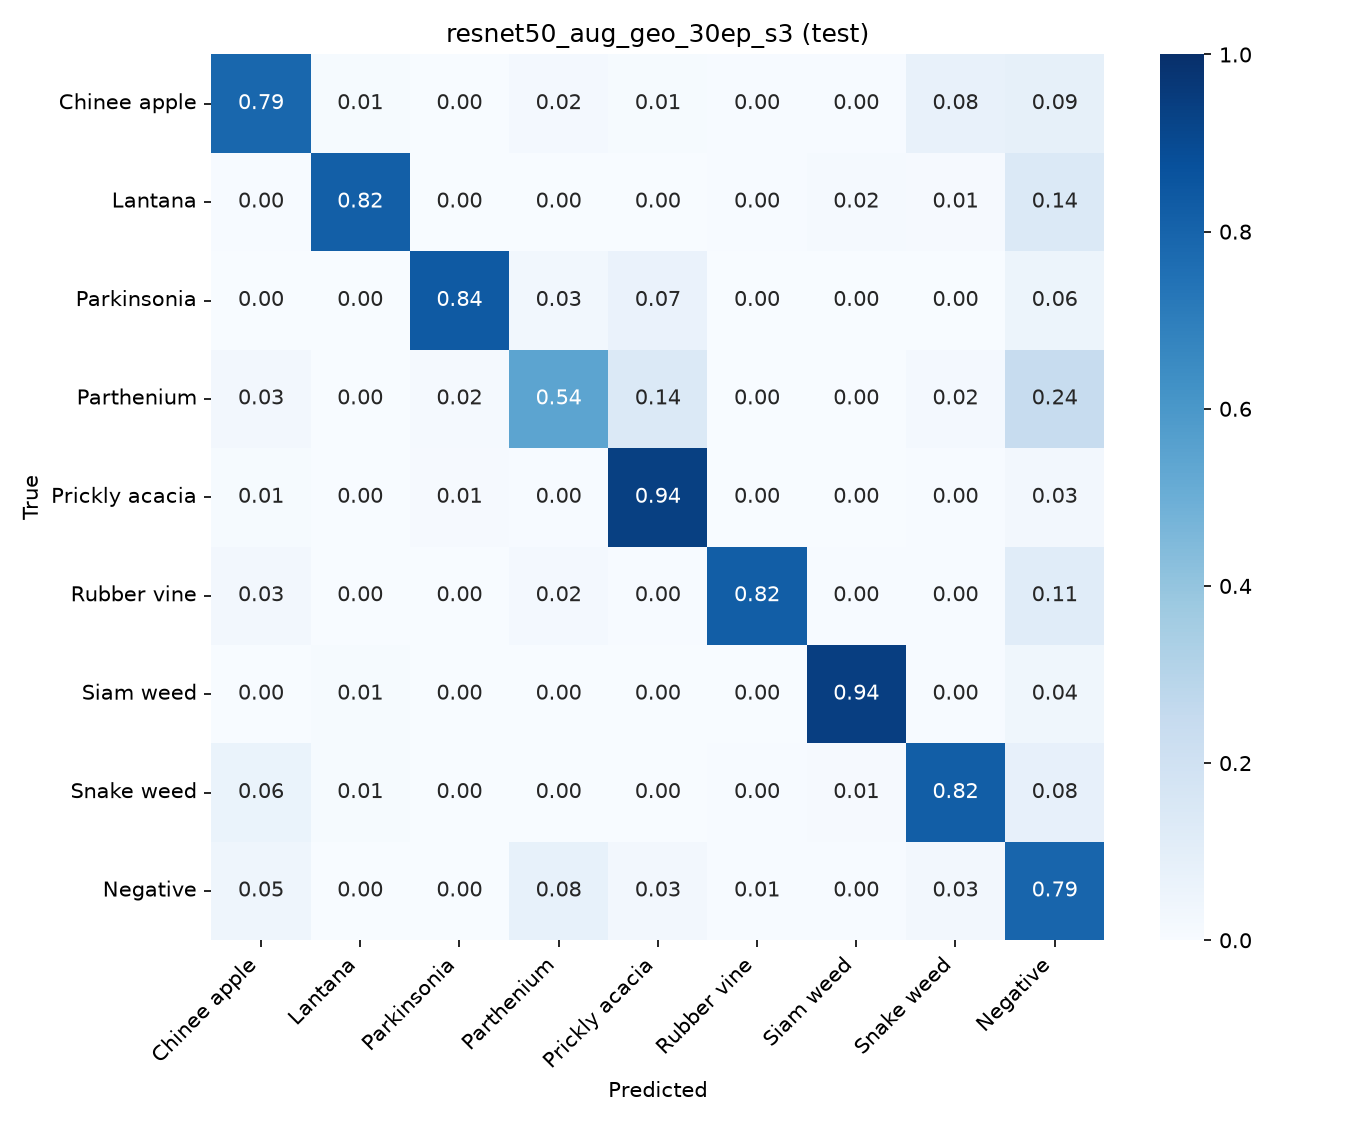 resnet50_aug_geo_30ep_s3 (test)
Chinee apple 0.79 0.01 0.00 0.02 0.01 0.00 0.00 0.08 0.09
Lantana 0.00 0.82 0.00 0.00 0.00 0.00 0.02 0.01 0.14
Parkinsonia 0.00 0.00 0.84 0.03 0.07 0.00 0.00 0.00 0.06
Parthenium 0.03 0.00 0.02 0.54 0.14 0.00 0.00 0.02 0.24
Prickly acacia 0.01 0.00 0.01 0.00 0.94 0.00 0.00 0.00 0.03
Rubber vine 0.03 0.00 0.00 0.02 0.00 0.82 0.00 0.00 0.11
Siam weed 0.00 0.01 0.00 0.00 0.00 0.00 0.94 0.00 0.04
Snake weed 0.06 0.01 0.00 0.00 0.00 0.00 0.01 0.82 0.08
Negative 0.05 0.00 0.00 0.08 0.03 0.01 0.00 0.03 0.79
True
Chinee apple Lantana Parkinsonia Parthenium Prickly acacia Rubber vine Siam weed Snake weed Negative
Predicted
1.0
0.8
0.6
0.4
0.2
0.0